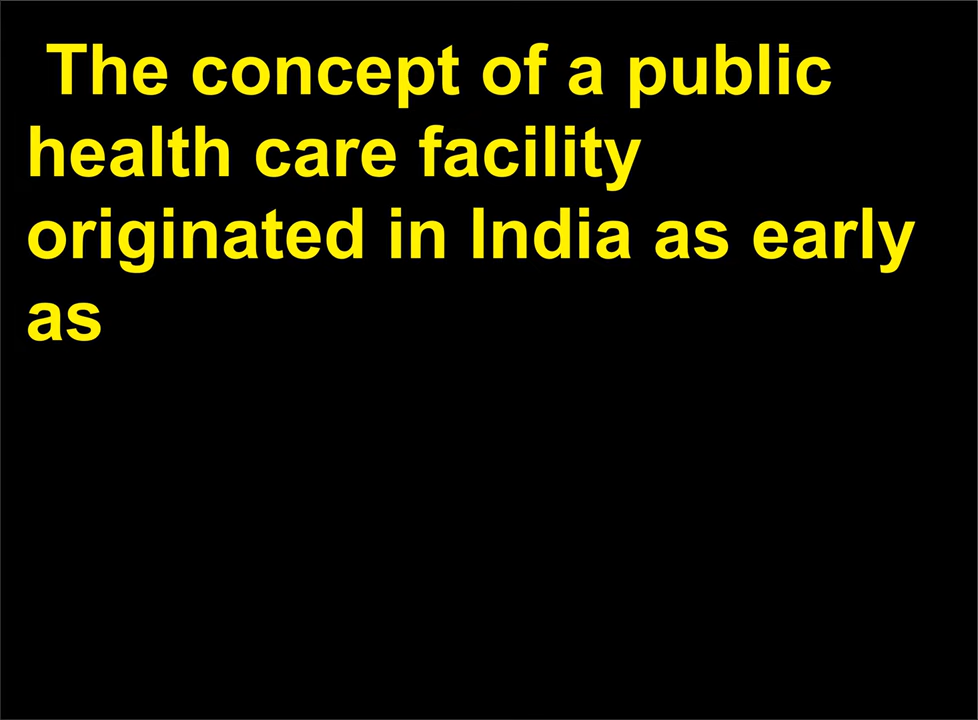 The concept of a public
health care facility
originated in India as early
as